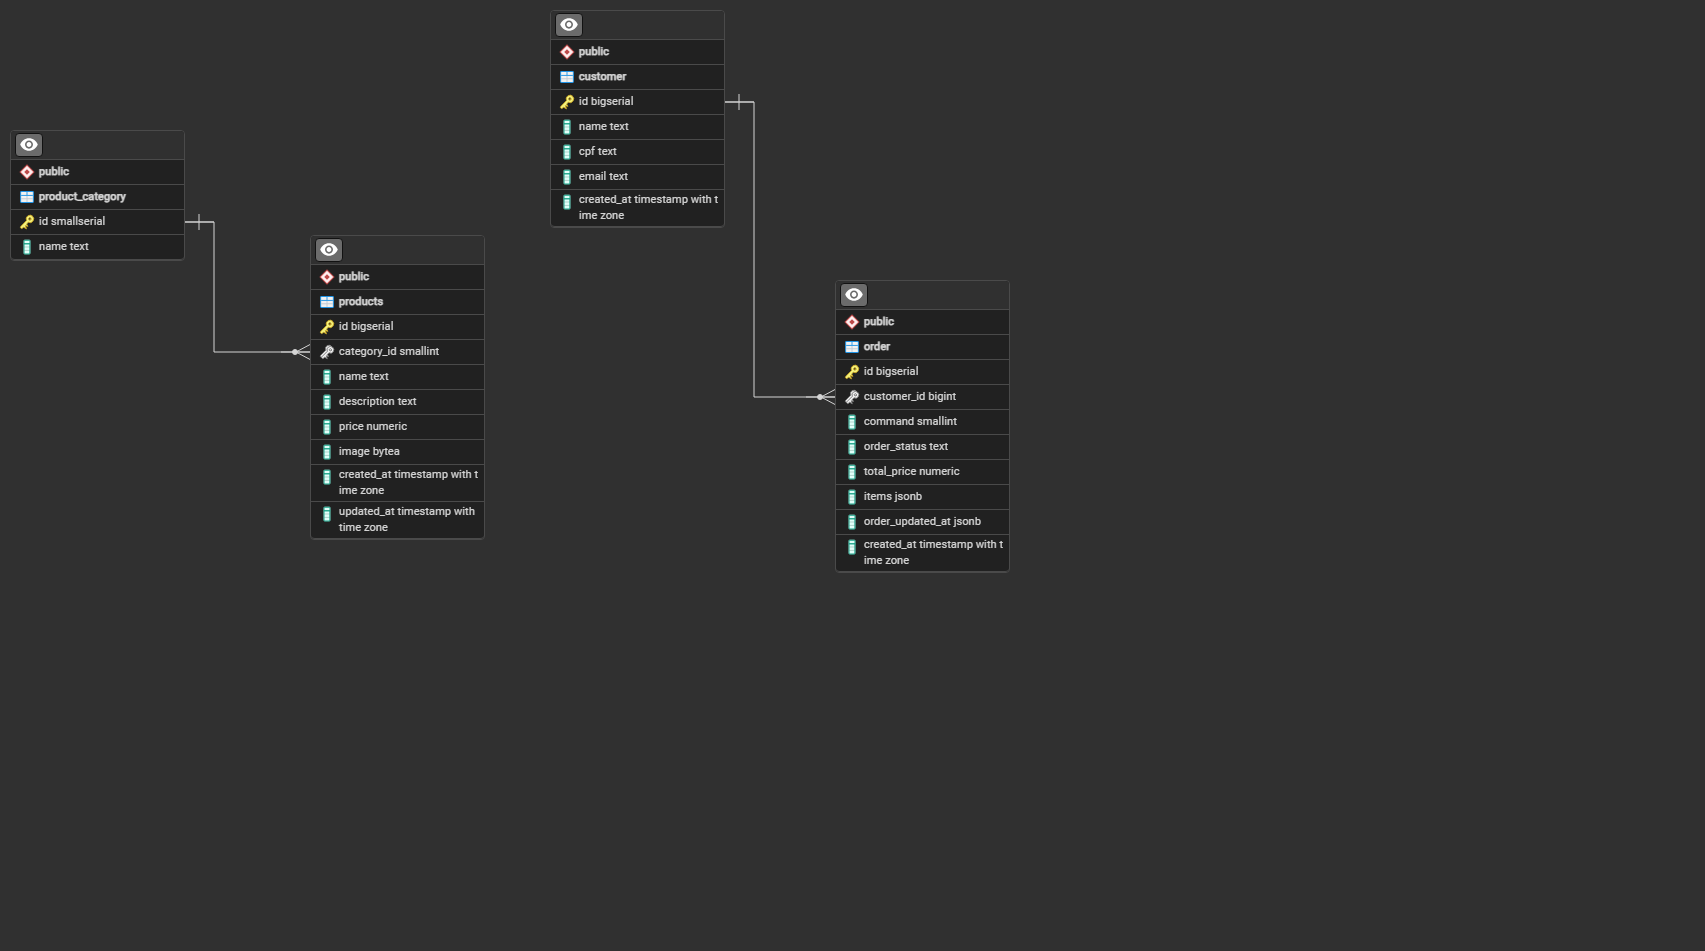 public
product_category
id smallserial
name text
public
products
id bigserial
category_id smallint
name text
description text
price numeric
image bytea
created_at timestamp with t
ime zone
updated_at timestamp with
time zone
public
customer
id bigserial
name text
cpf text
email text
created_at timestamp with t
ime zone
public
order
id bigserial
customer_id bigint
command smallint
order_status text
total_price numeric
items jsonb
order_updated_at jsonb
created_at timestamp with t
ime zone